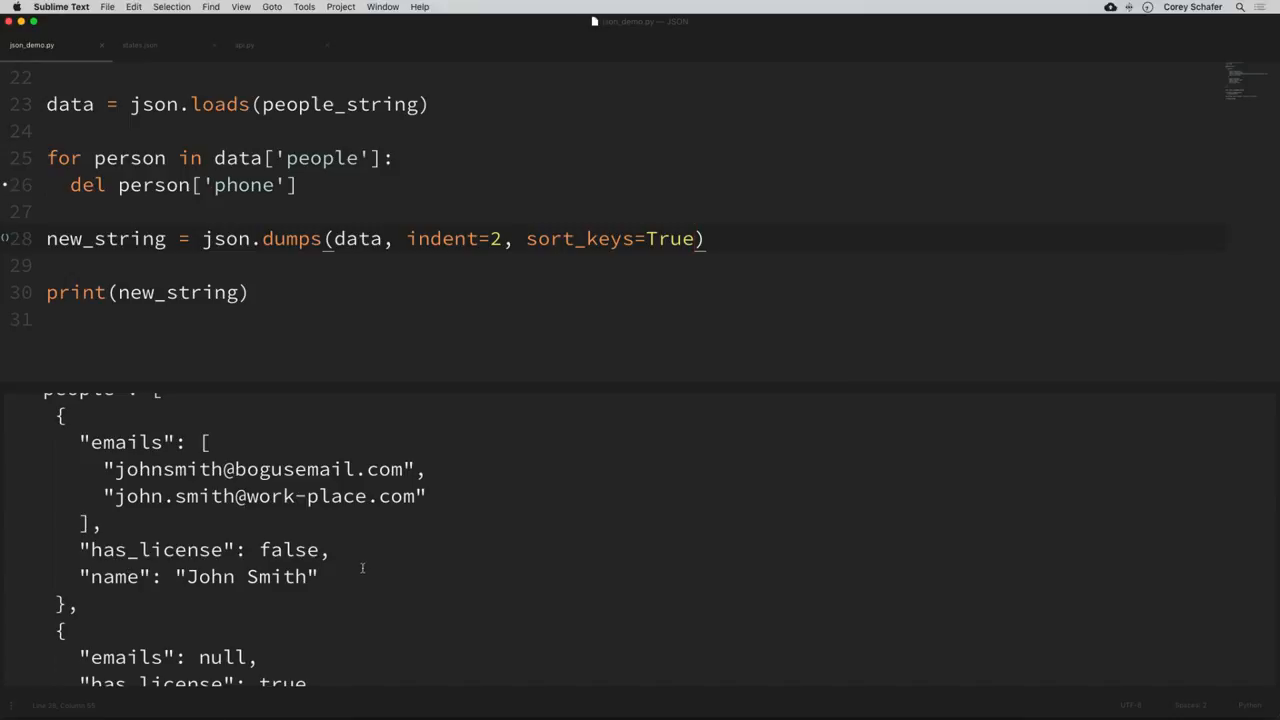 Sublime Text File Edit Selection Find View Goto Tools Project Window Help Corey Schafer
json_demo.py — JSON
json_demo.py states.json api.py
22
23 data = json.loads(people_string)
24
25 for person in data['people']:
26 del person['phone']
27
28 new_string = json.dumps(data, indent=2, sort_keys=True)
29
30 print(new_string)
31
people": [
{
"emails": [
"johnsmith@bogusemail.com",
"john.smith@work-place.com"
],
"has_license": false,
"name": "John Smith"
},
{
"emails": null,
"has_license": true
Line 28, Column 55 UTF-8 Spaces: 2 Python